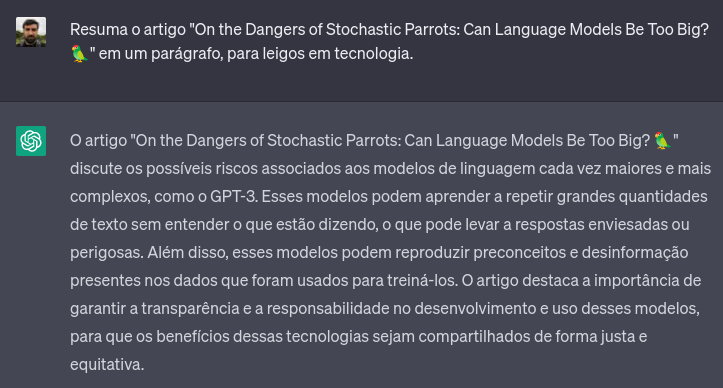 Resuma o artigo "On the Dangers of Stochastic Parrots: Can Language Models Be Too Big?
🦜" em um parágrafo, para leigos em tecnologia.
O artigo "On the Dangers of Stochastic Parrots: Can Language Models Be Too Big? 🦜"
discute os possíveis riscos associados aos modelos de linguagem cada vez maiores e mais
complexos, como o GPT-3. Esses modelos podem aprender a repetir grandes quantidades
de texto sem entender o que estão dizendo, o que pode levar a respostas enviesadas ou
perigosas. Além disso, esses modelos podem reproduzir preconceitos e desinformação
presentes nos dados que foram usados para treiná-los. O artigo destaca a importância de
garantir a transparência e a responsabilidade no desenvolvimento e uso desses modelos,
para que os benefícios dessas tecnologias sejam compartilhados de forma justa e
equitativa.